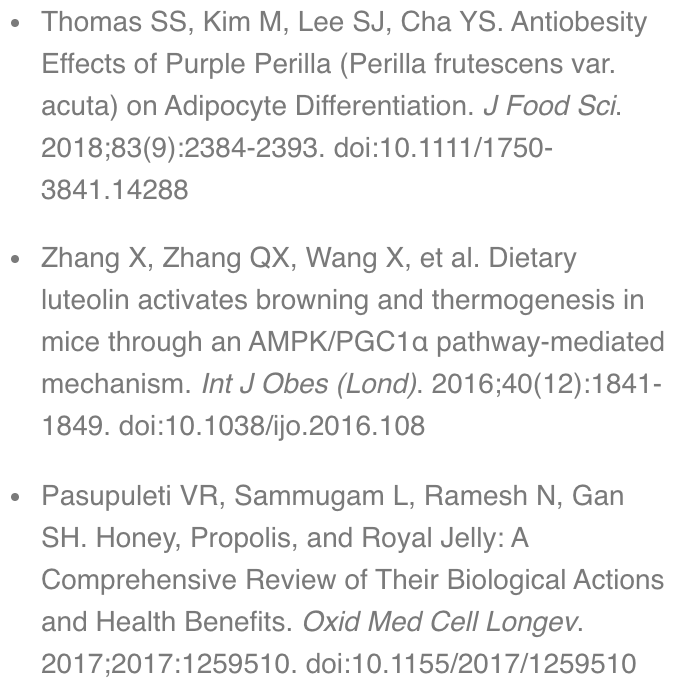 • Thomas SS, Kim M, Lee SJ, Cha YS. Antiobesity
Effects of Purple Perilla (Perilla frutescens var.
acuta) on Adipocyte Differentiation. J Food Sci.
2018;83(9):2384-2393. doi:10.1111/1750-
3841.14288
• Zhang X, Zhang QX, Wang X, et al. Dietary
luteolin activates browning and thermogenesis in
mice through an AMPK/PGC1α pathway-mediated
mechanism. Int J Obes (Lond). 2016;40(12):1841-
1849. doi:10.1038/ijo.2016.108
• Pasupuleti VR, Sammugam L, Ramesh N, Gan
SH. Honey, Propolis, and Royal Jelly: A
Comprehensive Review of Their Biological Actions
and Health Benefits. Oxid Med Cell Longev.
2017;2017:1259510. doi:10.1155/2017/1259510